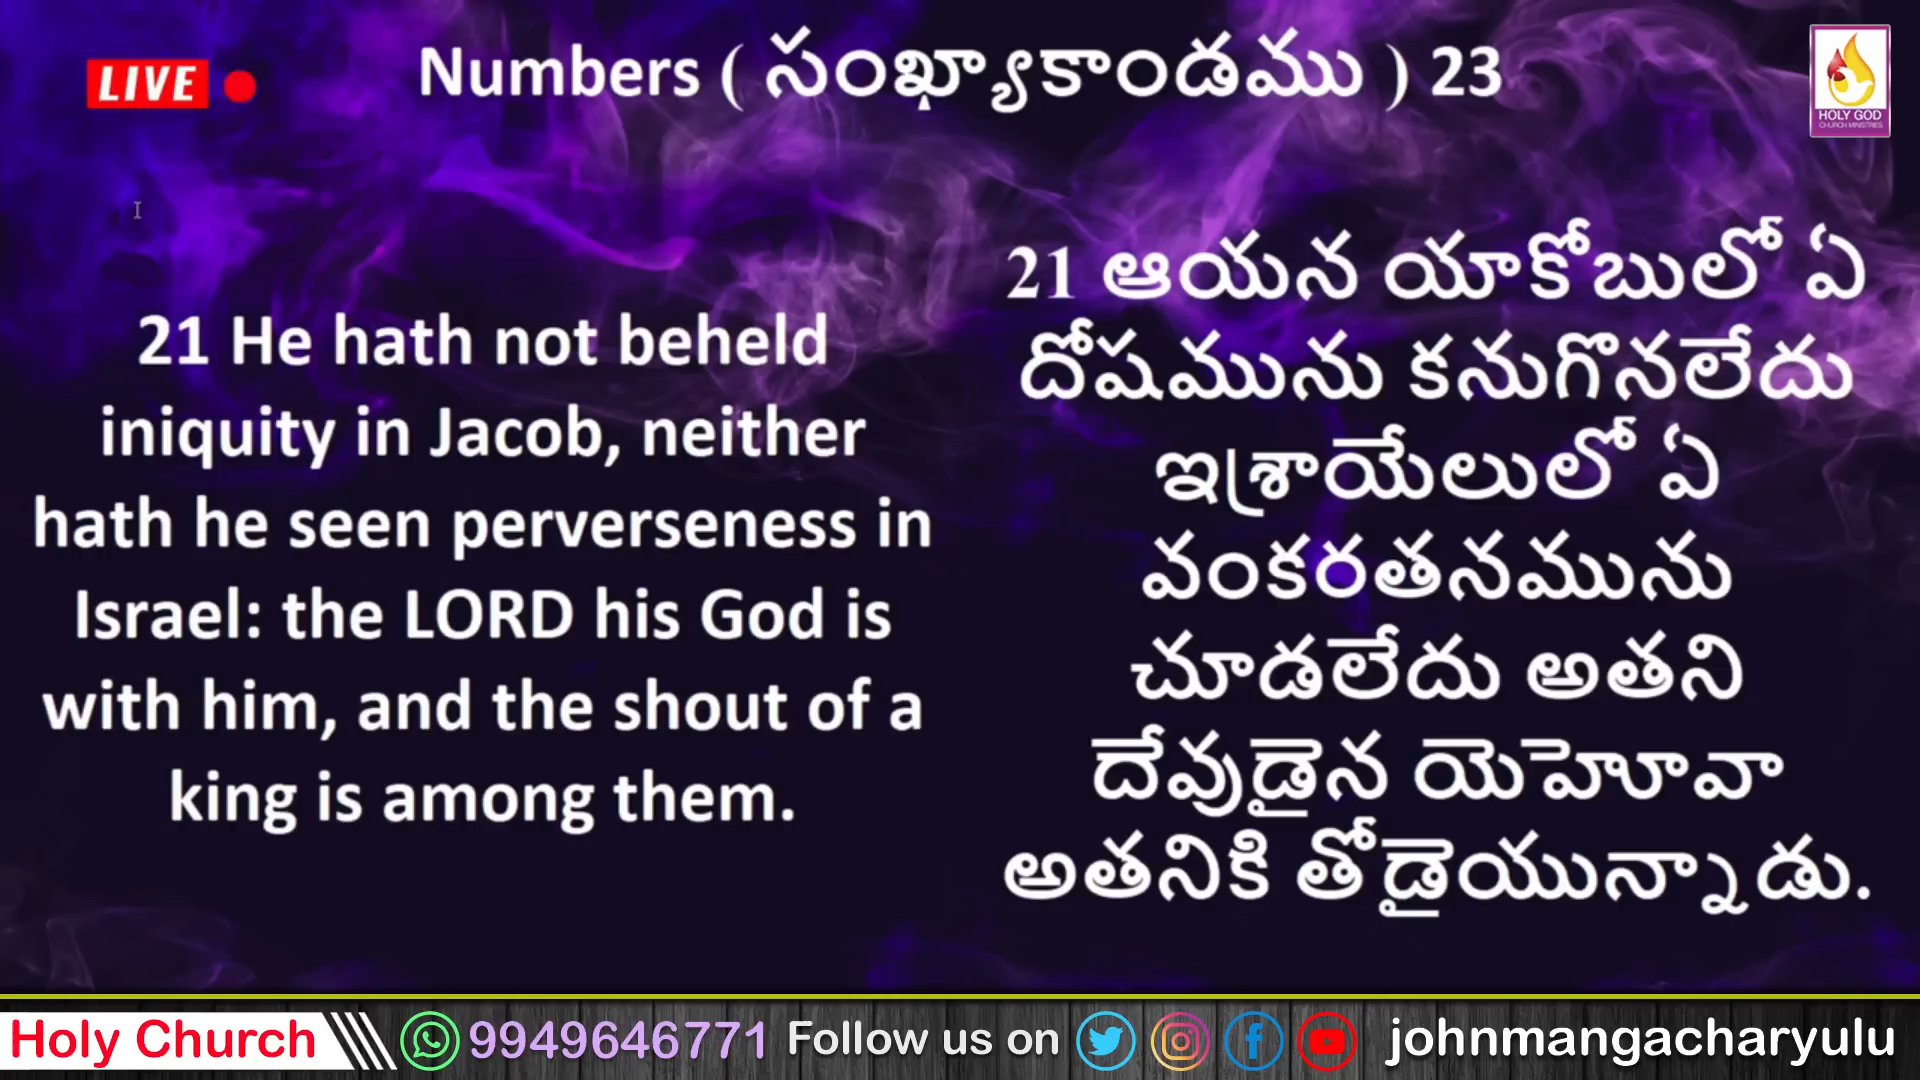 LIVE
Numbers ( సంఖ్యాకాండము ) 23
HOLY GOD
CHURCH MINISTRIES
21 He hath not beheld
iniquity in Jacob, neither
hath he seen perverseness in
Israel: the LORD his God is
with him, and the shout of a
king is among them.
21 ఆయన యాకోబులో ఏ
దోషమును కనుగొనలేదు
ఇశ్రాయేలులో ఏ
వంకరతనమును
చూడలేదు అతని
దేవుడైన యెహోవా
అతనికి తోడైయున్నాడు.
Holy Church 9949646771 Follow us on johnmangacharyulu